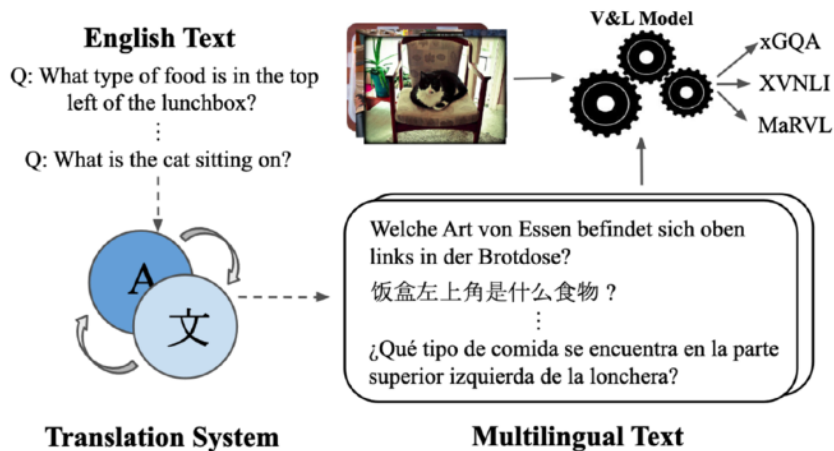 English Text
Q: What type of food is in the top
left of the lunchbox?
⋮
Q: What is the cat sitting on?
A
文
Translation System
V&L Model
xGQA
XVNLI
MaRVL
Welche Art von Essen befindet sich oben
links in der Brotdose?
饭盒左上角是什么食物 ?
⋮
¿Qué tipo de comida se encuentra en la parte
superior izquierda de la lonchera?
Multilingual Text